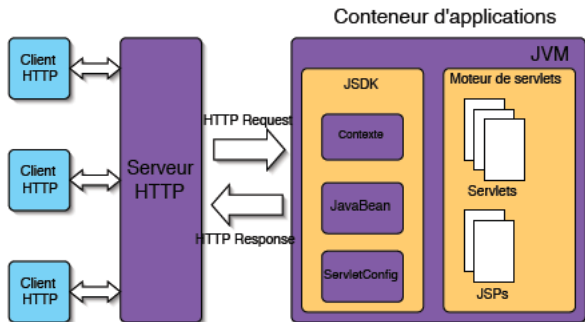 Conteneur d'applications
JVM
Client
HTTP
Client
HTTP
Client
HTTP
Serveur
HTTP
HTTP Request
HTTP Response
JSDK
Contexte
JavaBean
ServletConfig
Moteur de servlets
Servlets
JSPs